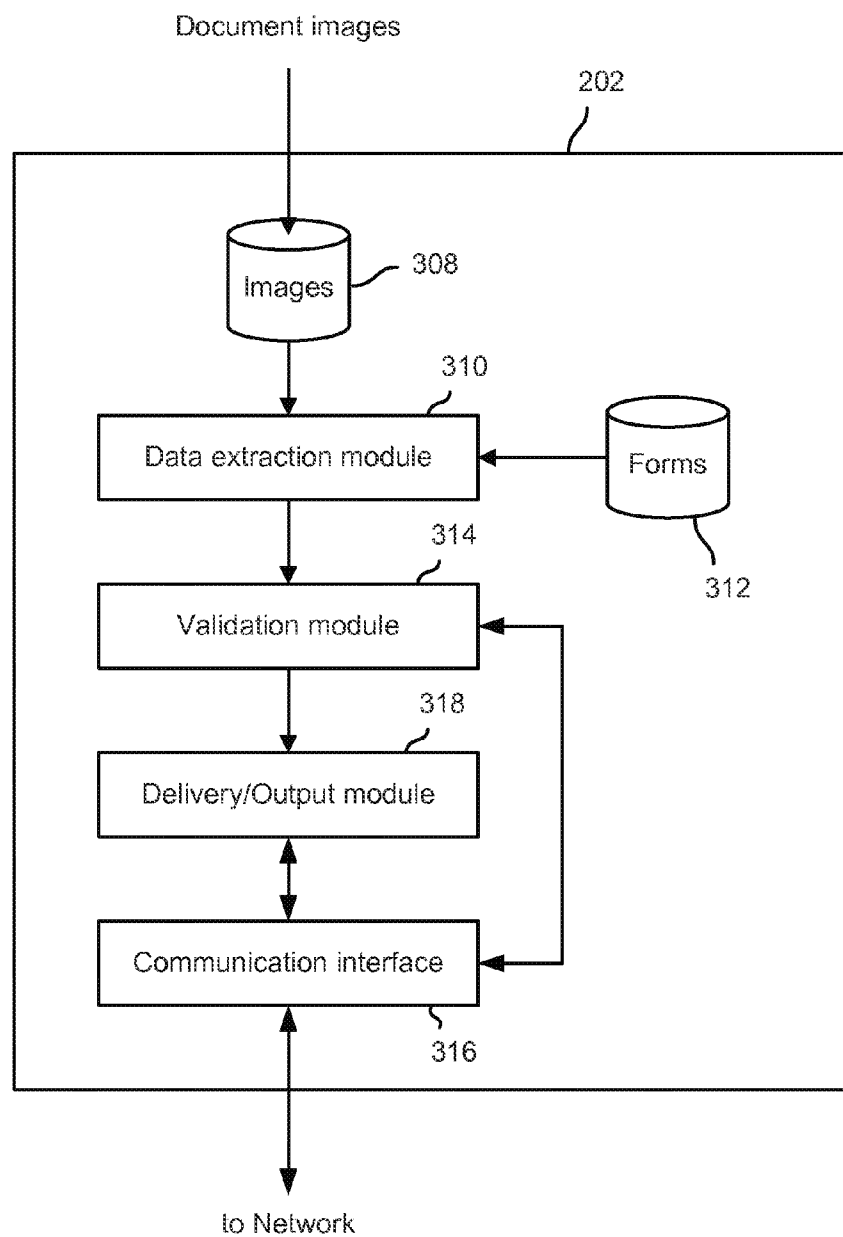 Document images
202
Images
308
310
Data extraction module
Forms
312
314
Validation module
318
Delivery/Output module
Communication interface
316
to Network